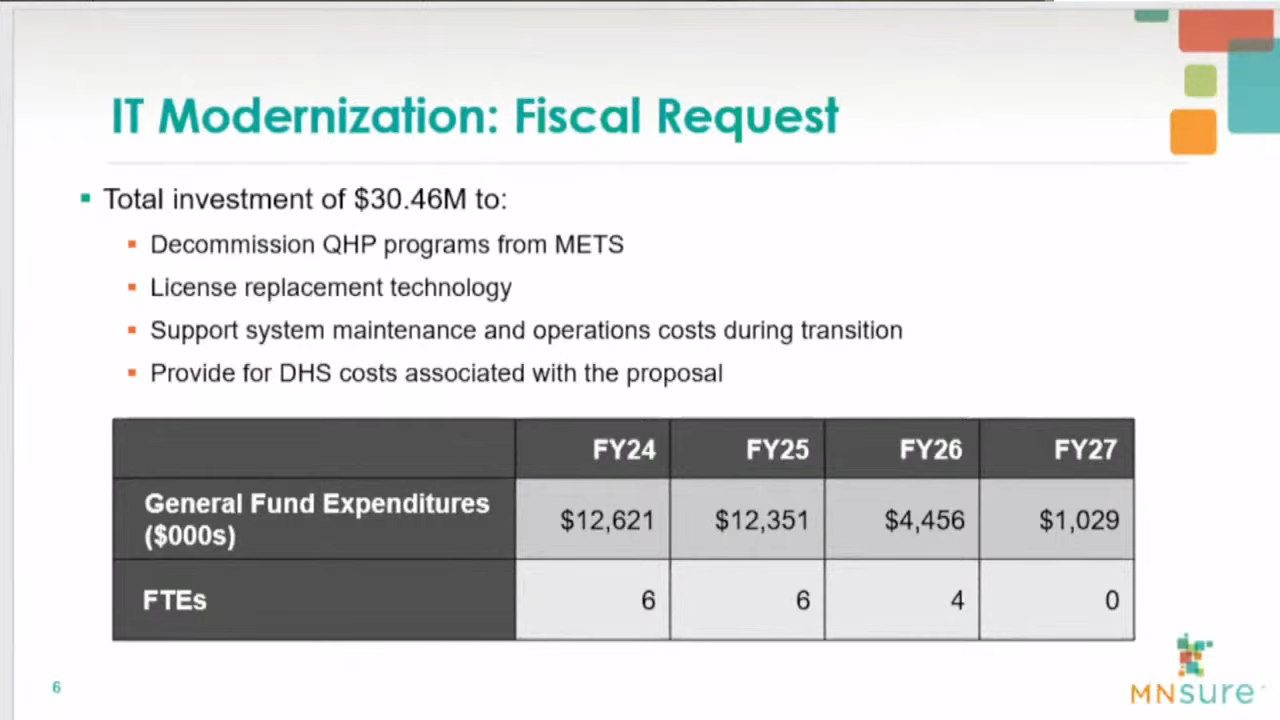 IT Modernization: Fiscal Request
Total investment of $30.46M to:
Decommission QHP programs from METS
License replacement technology
Support system maintenance and operations costs during transition
Provide for DHS costs associated with the proposal
FY24 FY25 FY26 FY27
General Fund Expenditures
($000s) $12,621 $12,351 $4,456 $1,029
FTEs 6 6 4 0
6
MNsure